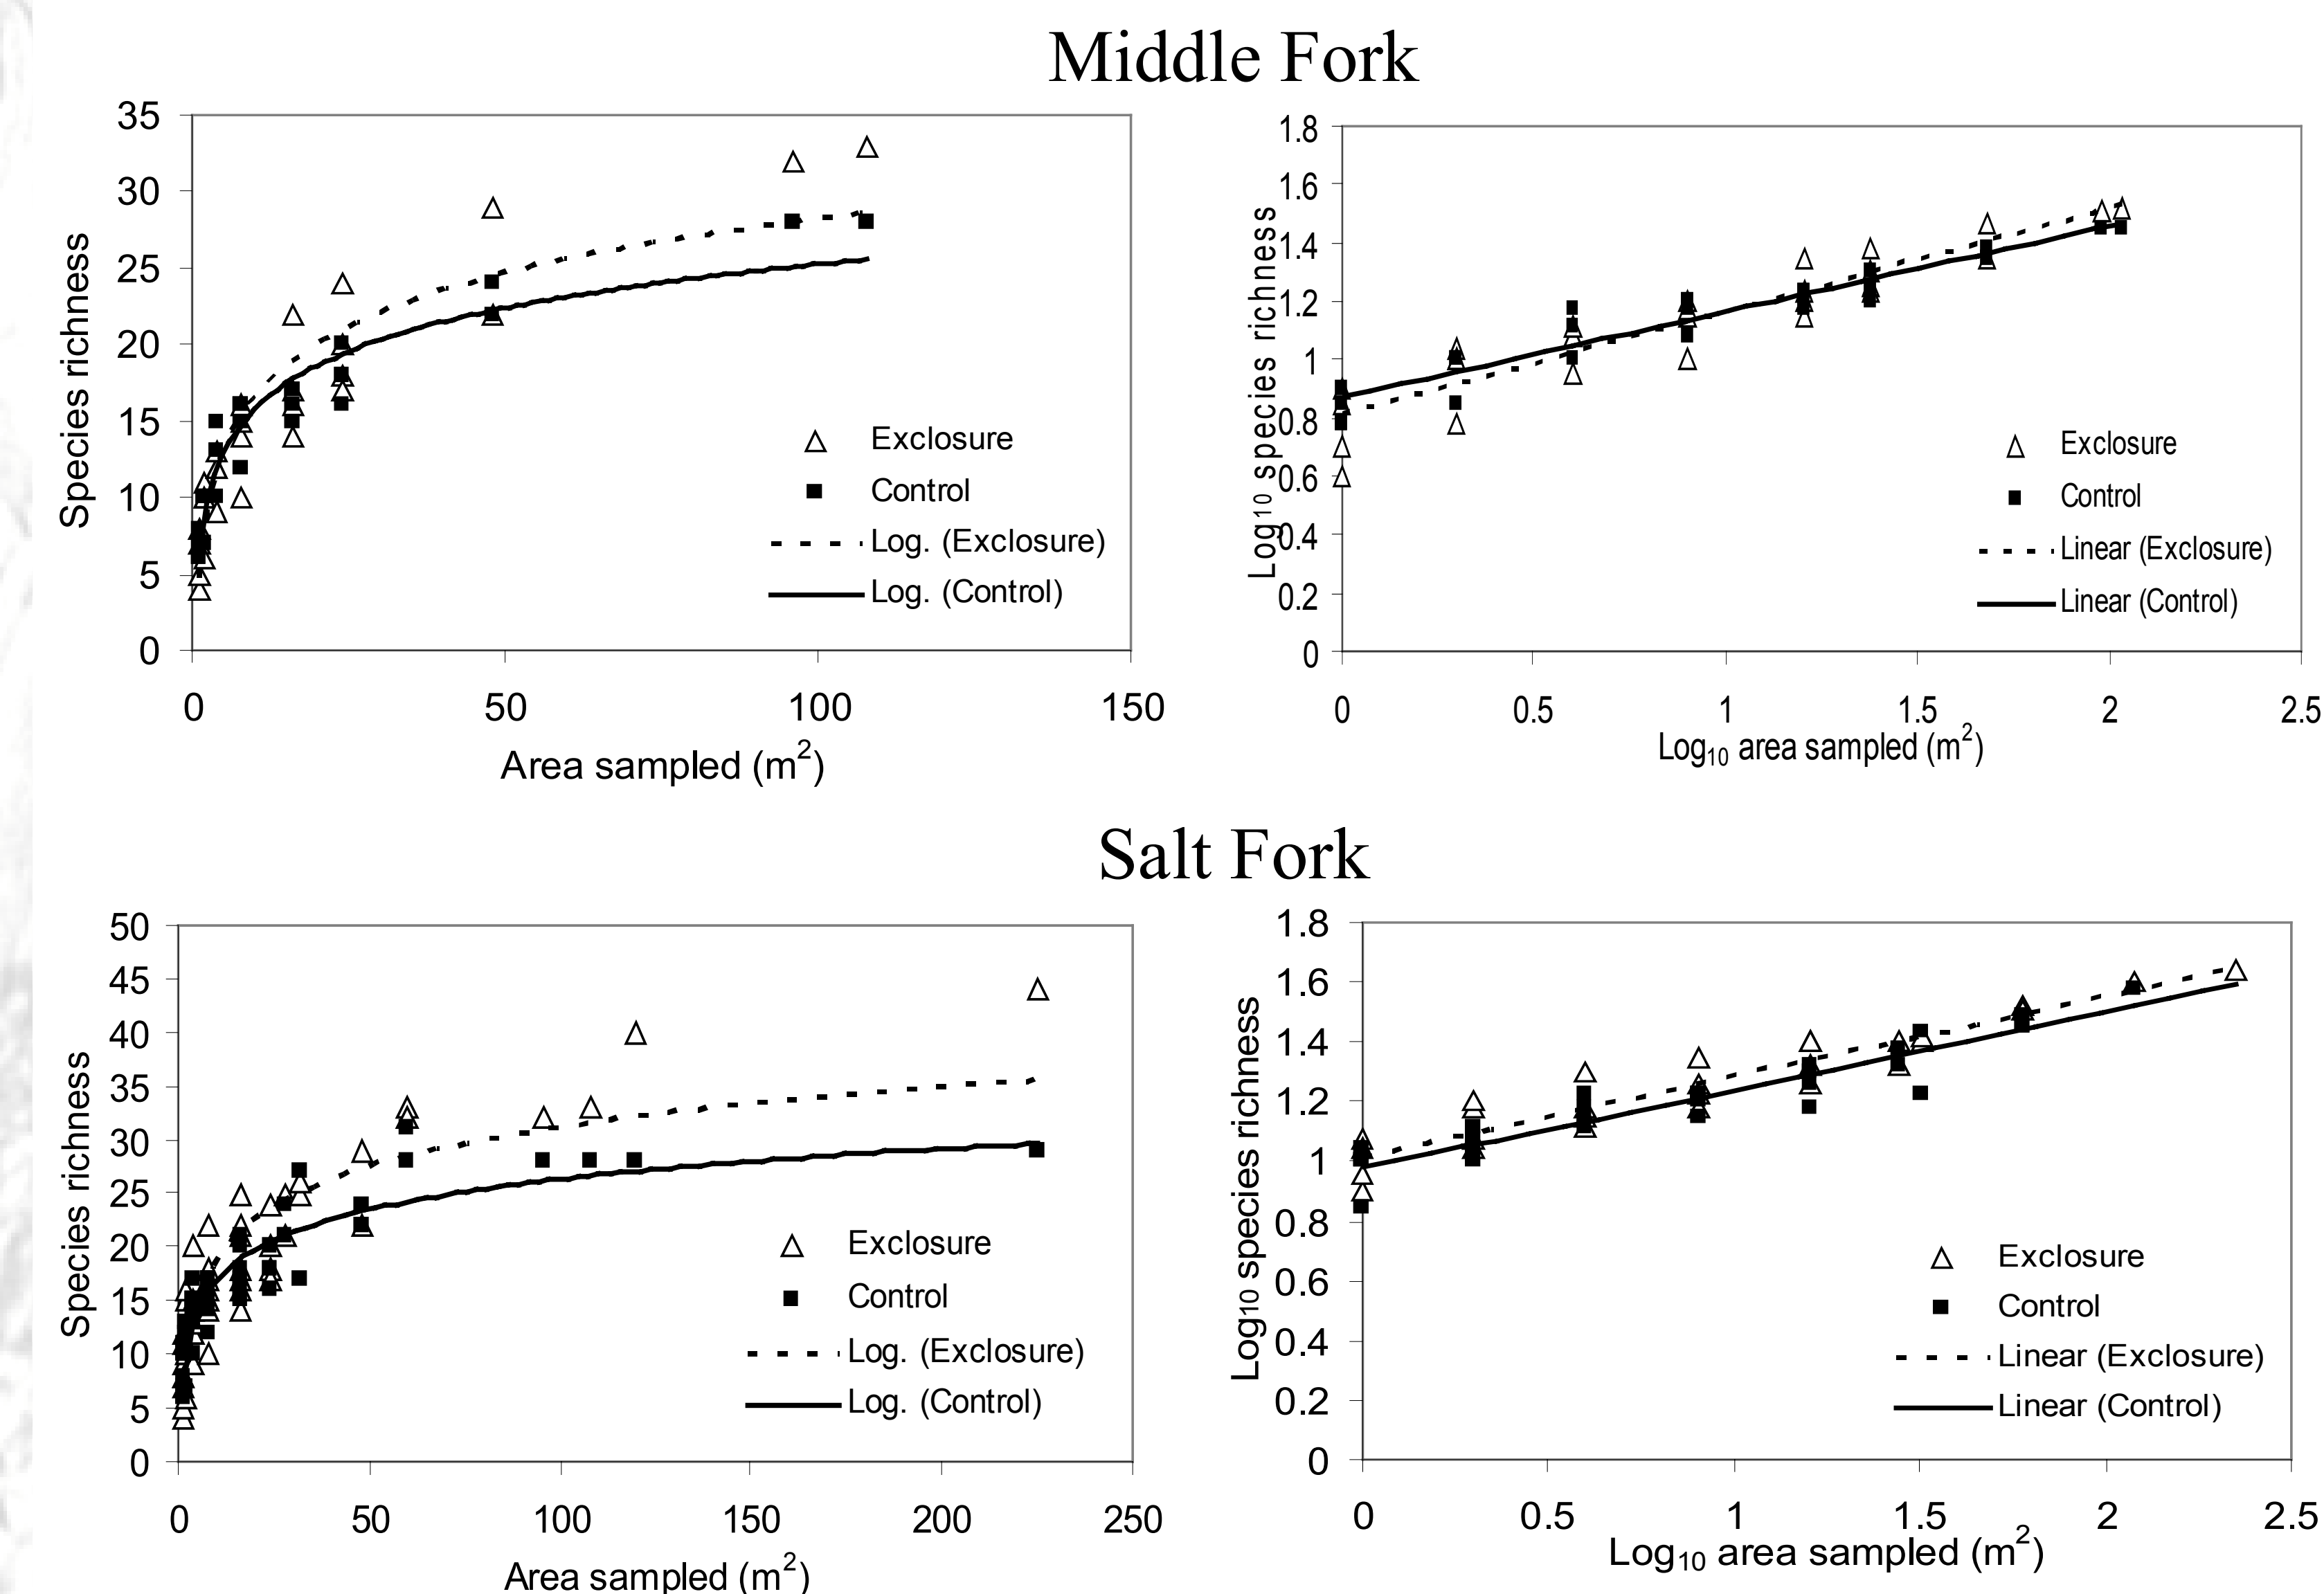 Middle Fork
35
30
25
20
15
10
5
0
Species richness
0 50 100 150
Area sampled (m²)
Exclosure
Control
Log. (Exclosure)
Log. (Control)
1.8
1.6
1.4
1.2
1
0.8
0.6
0.4
0.2
0
Log₁₀ species richness
0 0.5 1 1.5 2 2.5
Log₁₀ area sampled (m²)
Exclosure
Control
Linear (Exclosure)
Linear (Control)
Salt Fork
50
45
40
35
30
25
20
15
10
5
0
Species richness
0 50 100 150 200 250
Area sampled (m²)
Exclosure
Control
Log. (Exclosure)
Log. (Control)
1.8
1.6
1.4
1.2
1
0.8
0.6
0.4
0.2
0
Log₁₀ species richness
0 0.5 1 1.5 2 2.5
Log₁₀ area sampled (m²)
Exclosure
Control
Linear (Exclosure)
Linear (Control)